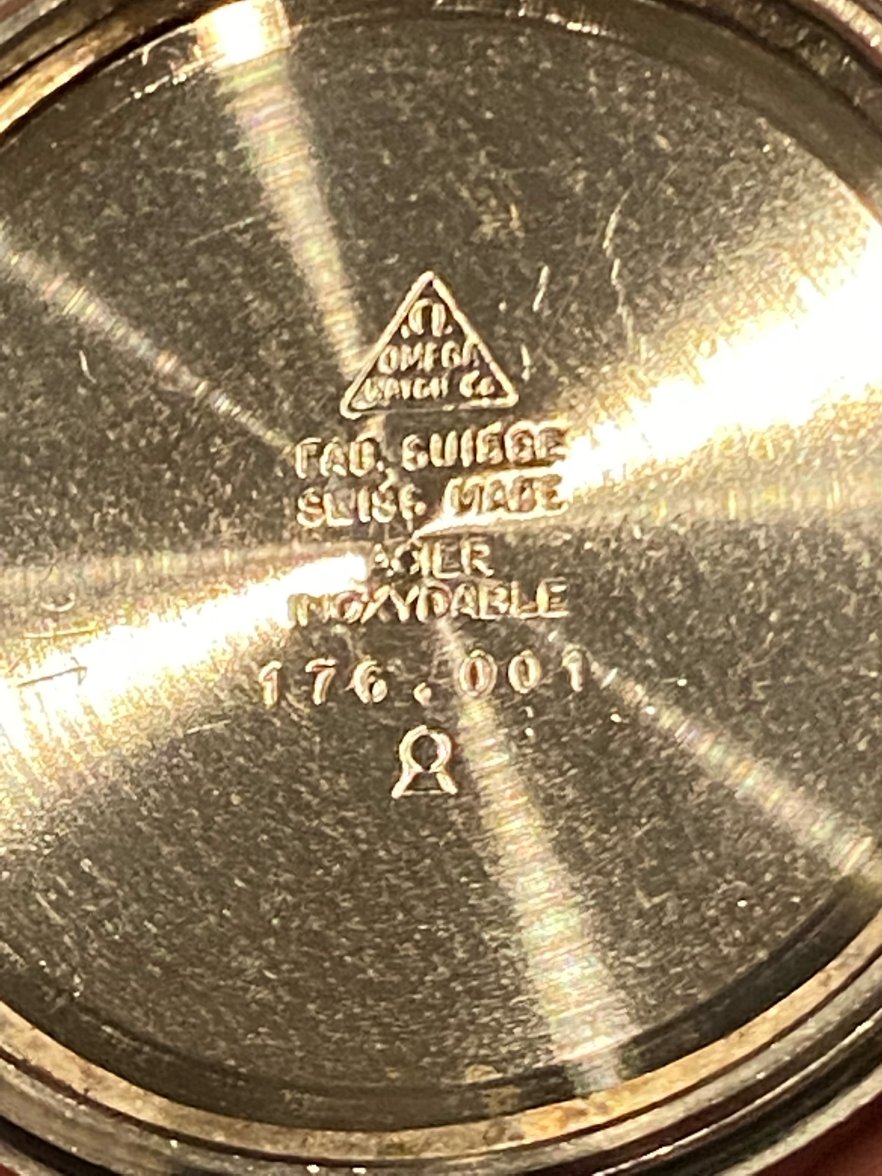 Ω
OMEGA
WATCH Co
FAB. SUISSE
SWISS MADE
ACIER
INOXYDABLE
176.001